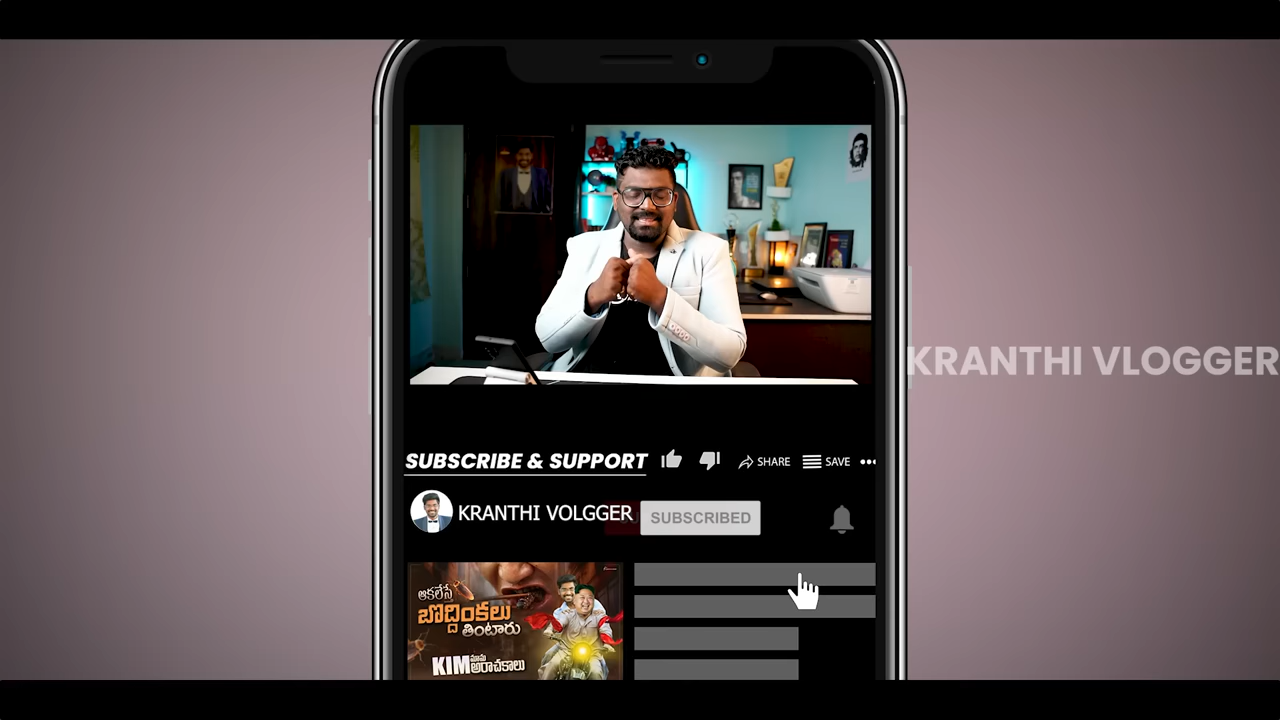 KRANTHI VLOGGER
SUBSCRIBE & SUPPORT
SHARE
SAVE
KRANTHI VOLGGER
SUBSCRIBED
ఆకలేస్తే
బొద్దింకలు
తింటారు
KIM మామ అరాచకాలు